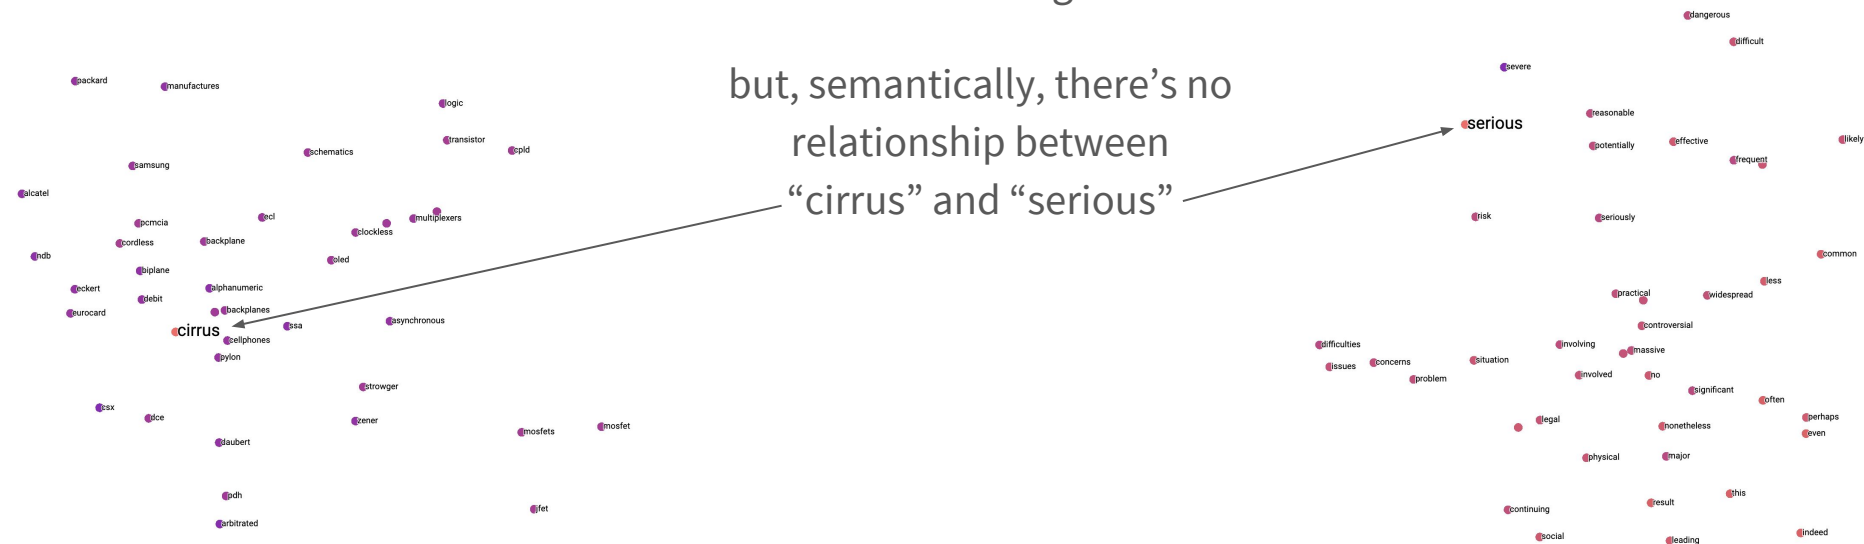 but, semantically, there’s no
relationship between
“cirrus” and “serious”
packard
manufactures
logic
transistor
cpld
schematics
samsung
alcatel
pcmcia
ecl
multiplexers
clockless
cordless
backplane
ndb
oled
biplane
eckert
alphanumeric
debit
eurocard
backplanes
cirrus
ssa
asynchronous
cellphones
pylon
strowger
csx
dce
zener
mosfets
mosfet
daubert
pdh
jfet
arbitrated
dangerous
difficult
severe
reasonable
serious
potentially
effective
likely
frequent
risk
seriously
common
less
practical
widespread
controversial
difficulties
involving
massive
issues
concerns
situation
problem
involved
no
significant
often
legal
perhaps
nonetheless
even
physical
major
this
result
continuing
social
leading
indeed